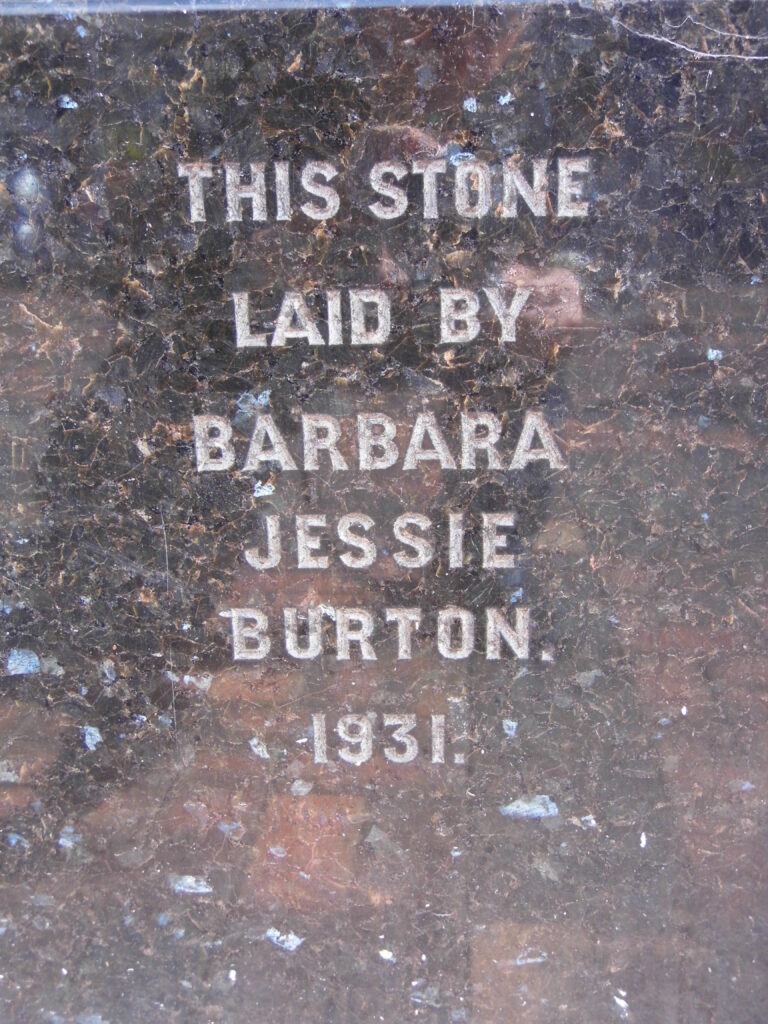 THIS STONE
LAID BY
BARBARA
JESSIE
BURTON.
1931.